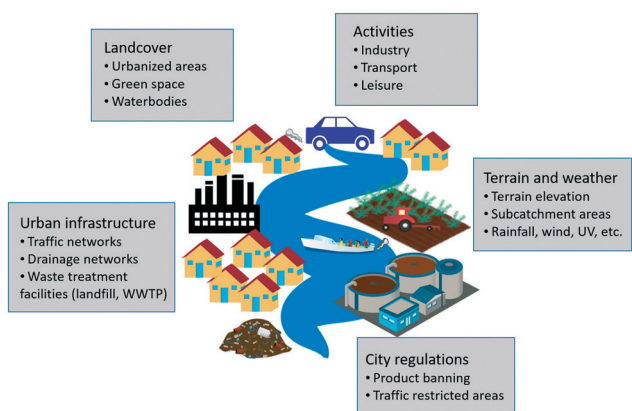 Landcover
• Urbanized areas
• Green space
• Waterbodies
Activities
• Industry
• Transport
• Leisure
Urban infrastructure
• Traffic networks
• Drainage networks
• Waste treatment
facilities (landfill, WWTP)
Terrain and weather
• Terrain elevation
• Subcatchment areas
• Rainfall, wind, UV, etc.
City regulations
• Product banning
• Traffic restricted areas